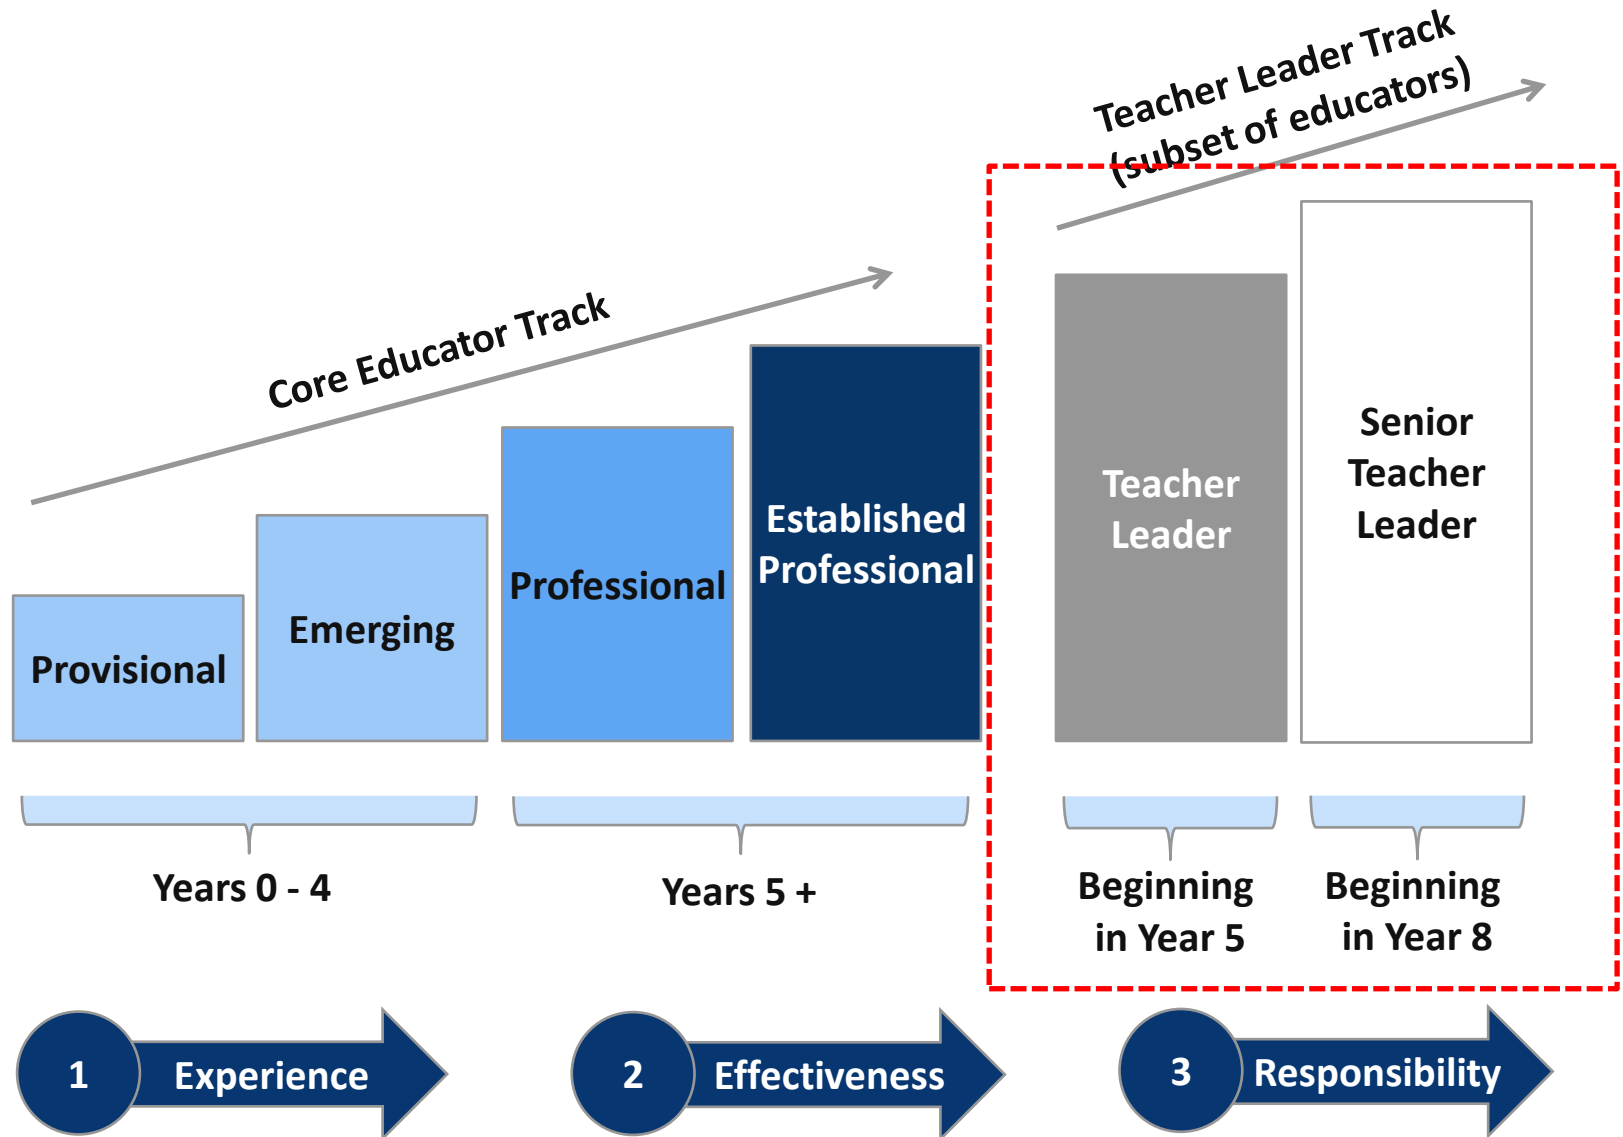 Teacher Leader Track
(subset of educators)
Core Educator Track
Provisional
Emerging
Professional
Established
Professional
Teacher
Leader
Senior
Teacher
Leader
Years 0 - 4
Years 5 +
Beginning
in Year 5
Beginning
in Year 8
1
Experience
2
Effectiveness
3
Responsibility